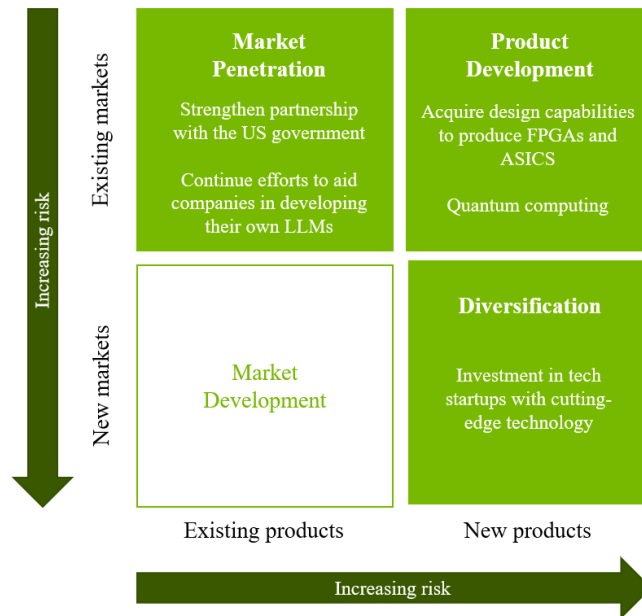 Increasing risk
Existing markets
Market
Penetration
Strengthen partnership
with the US government
Continue efforts to aid
companies in developing
their own LLMs
Product
Development
Acquire design capabilities
to produce FPGAs and
ASICS
Quantum computing
New markets
Market
Development
Diversification
Investment in tech
startups with cutting-
edge technology
Existing products
New products
Increasing risk